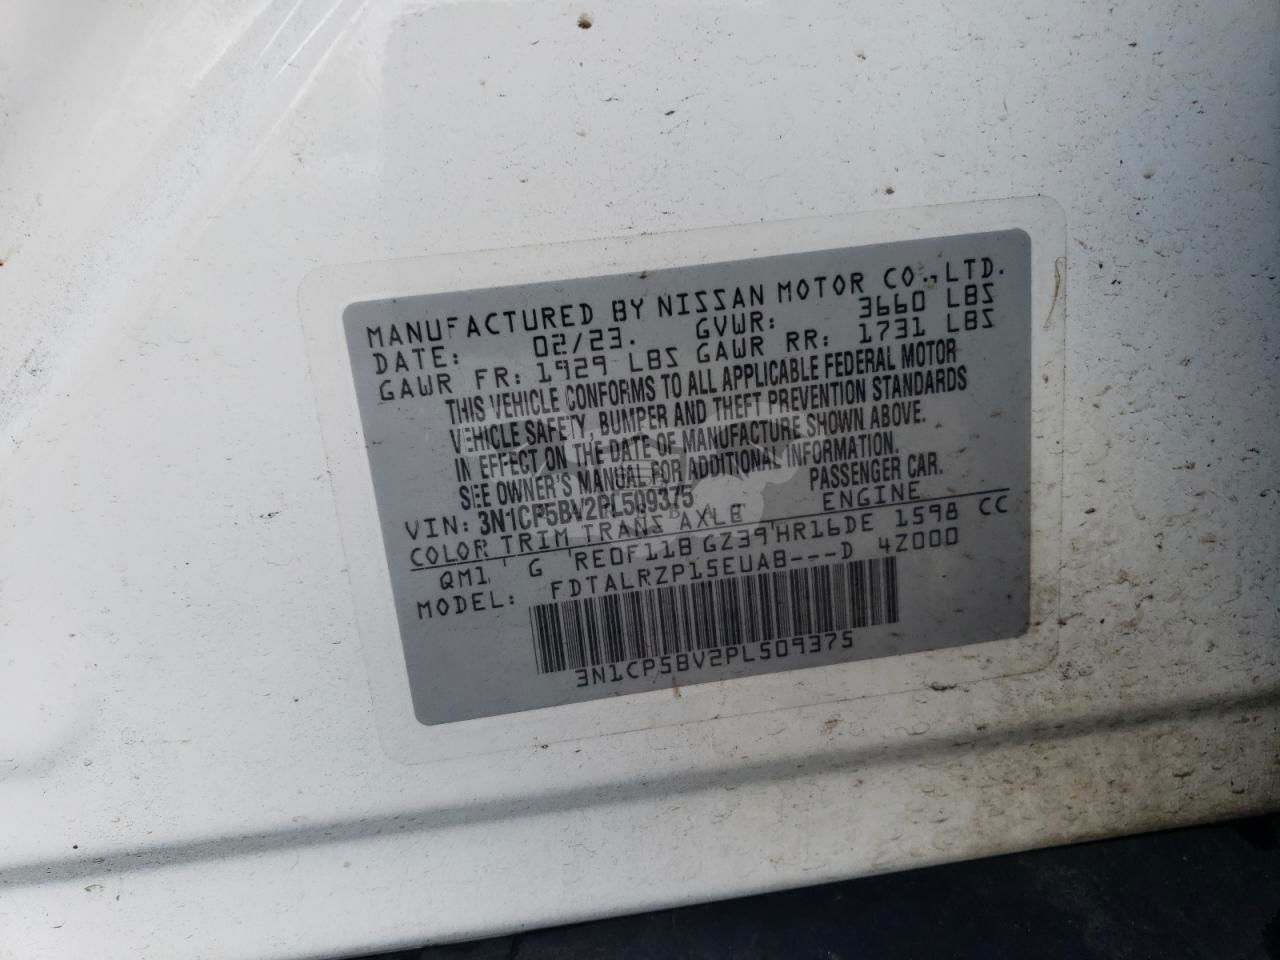 MANUFACTURED BY NISSAN MOTOR CO.,LTD.
DATE: 02/23. GVWR: 3660 LBS
GAWR FR: 1929 LBS GAWR RR: 1731 LBS
THIS VEHICLE CONFORMS TO ALL APPLICABLE FEDERAL MOTOR
VEHICLE SAFETY, BUMPER AND THEFT PREVENTION STANDARDS
IN EFFECT ON THE DATE OF MANUFACTURE SHOWN ABOVE.
SEE OWNER'S MANUAL FOR ADDITIONAL INFORMATION.
VIN: 3N1CP5BV2PL509375 PASSENGER CAR.
COLOR TRIM TRANS AXLE ENGINE
QM1 G RE0F11B GZ39 HR16DE 1598 CC
MODEL: FDTALRZP15EUAB---D 4Z000
3N1CP5BV2PL509375